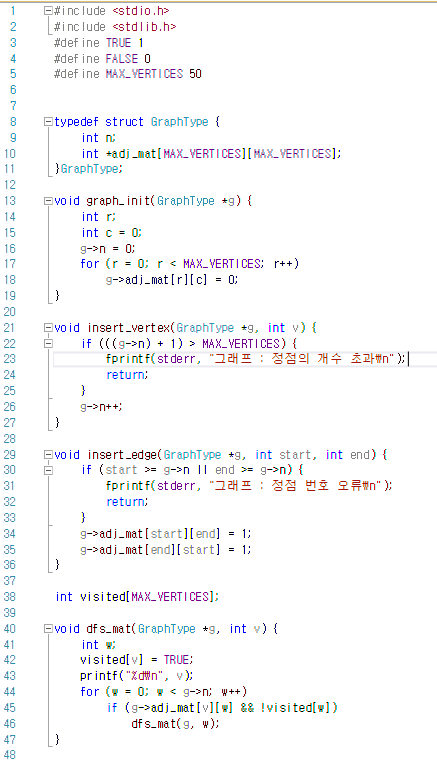 1 #include <stdio.h>
2 #include <stdlib.h>
3 #define TRUE 1
4 #define FALSE 0
5 #define MAX_VERTICES 50
6
7
8 typedef struct GraphType {
9     int n;
10     int *adj_mat[MAX_VERTICES][MAX_VERTICES];
11 }GraphType;
12
13 void graph_init(GraphType *g) {
14     int r;
15     int c = 0;
16     g->n = 0;
17     for (r = 0; r < MAX_VERTICES; r++)
18         g->adj_mat[r][c] = 0;
19 }
20
21 void insert_vertex(GraphType *g, int v) {
22     if (((g->n) + 1) > MAX_VERTICES) {
23         fprintf(stderr, "그래프 : 정점의 개수 초과₩n");
24         return;
25     }
26     g->n++;
27 }
28
29 void insert_edge(GraphType *g, int start, int end) {
30     if (start >= g->n || end >= g->n) {
31         fprintf(stderr, "그래프 : 정점 번호 오류₩n");
32         return;
33     }
34     g->adj_mat[start][end] = 1;
35     g->adj_mat[end][start] = 1;
36 }
37
38 int visited[MAX_VERTICES];
39
40 void dfs_mat(GraphType *g, int v) {
41     int w;
42     visited[v] = TRUE;
43     printf("%d₩n", v);
44     for (w = 0; w < g->n; w++)
45         if (g->adj_mat[v][w] && !visited[w])
46             dfs_mat(g, w);
47 }
48